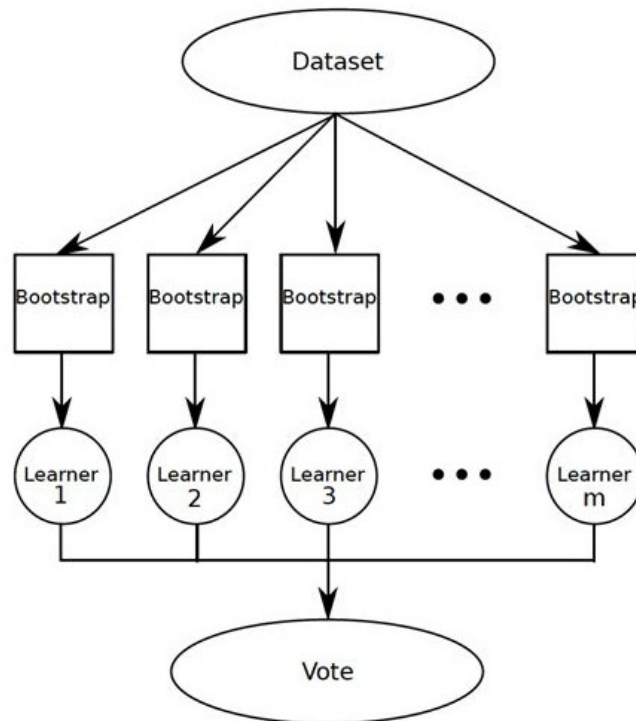 Dataset
Bootstrap Bootstrap Bootstrap Bootstrap
Learner Learner Learner Learner
1 2 3 m
Vote